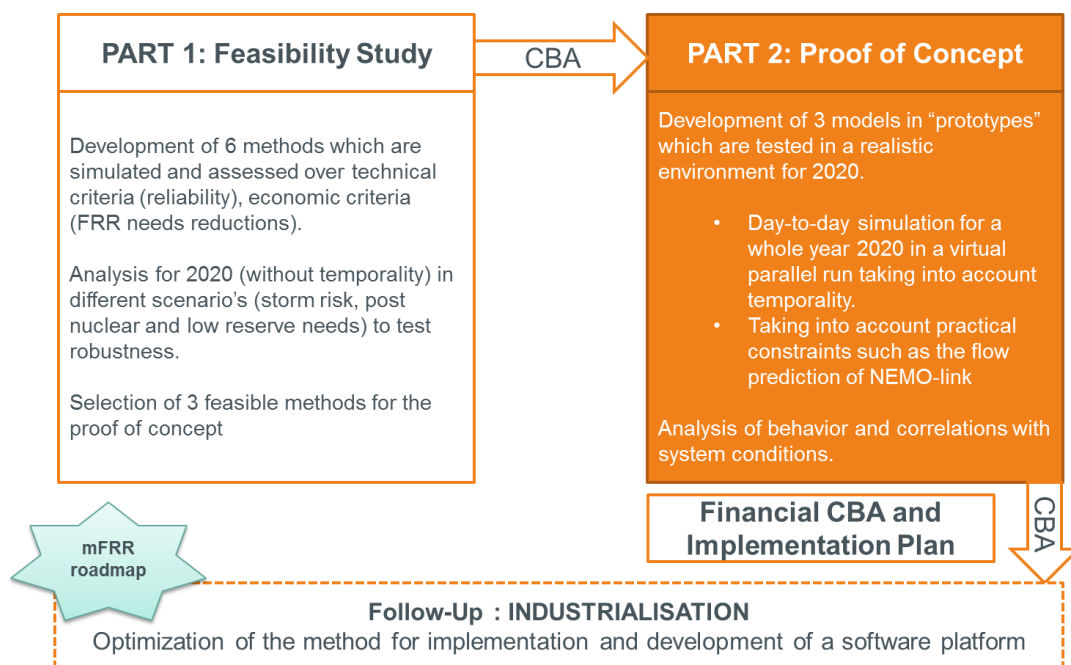 PART 1: Feasibility Study
Development of 6 methods which are
simulated and assessed over technical
criteria (reliability), economic criteria
(FRR needs reductions).
Analysis for 2020 (without temporality) in
different scenario's (storm risk, post
nuclear and low reserve needs) to test
robustness.
Selection of 3 feasible methods for the
proof of concept
CBA
PART 2: Proof of Concept
Development of 3 models in “prototypes”
which are tested in a realistic
environment for 2020.
• Day-to-day simulation for a
whole year 2020 in a virtual
parallel run taking into account
temporality.
• Taking into account practical
constraints such as the flow
prediction of NEMO-link
Analysis of behavior and correlations with
system conditions.
Financial CBA and
Implementation Plan
CBA
mFRR
roadmap
Follow-Up : INDUSTRIALISATION
Optimization of the method for implementation and development of a software platform